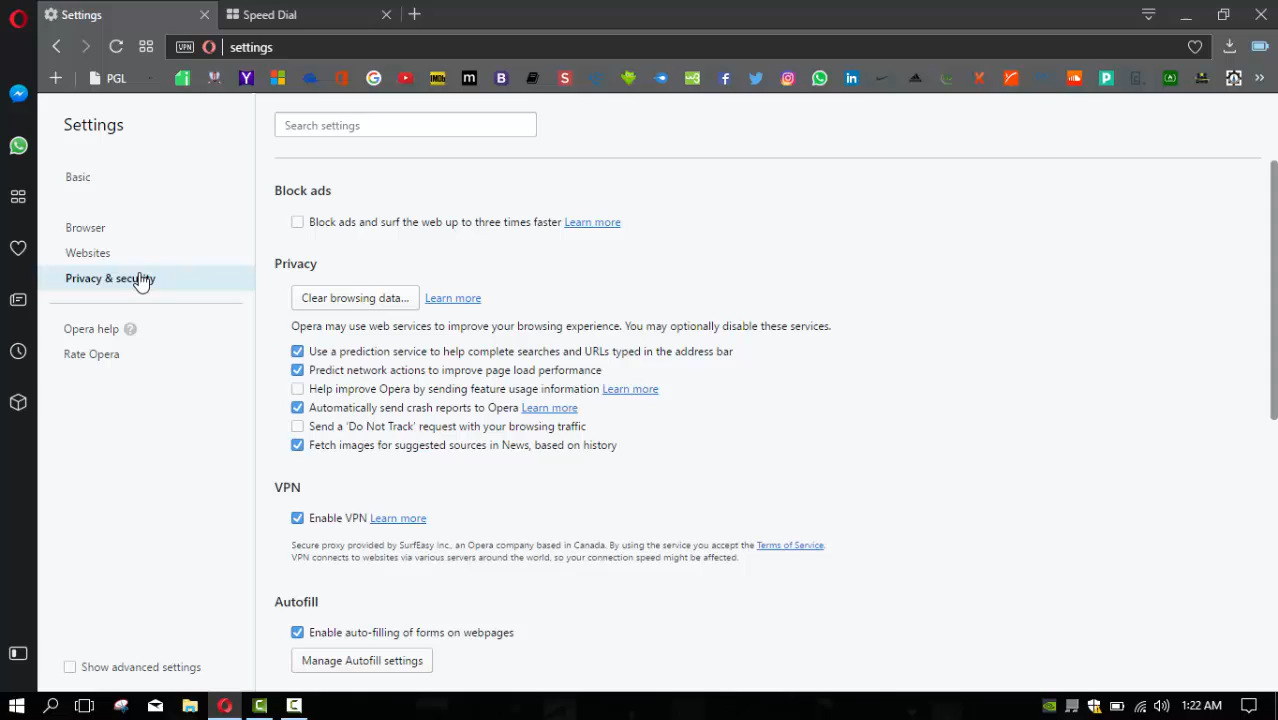 Settings
Speed Dial
VPN
settings
PGL
Y
IMDb
m
B
S
f
in
P
Settings
Search settings
Basic
Browser
Websites
Privacy & security
Opera help ?
Rate Opera
Show advanced settings
Block ads
Block ads and surf the web up to three times faster Learn more
Privacy
Clear browsing data... Learn more
Opera may use web services to improve your browsing experience. You may optionally disable these services.
Use a prediction service to help complete searches and URLs typed in the address bar
Predict network actions to improve page load performance
Help improve Opera by sending feature usage information Learn more
Automatically send crash reports to Opera Learn more
Send a 'Do Not Track' request with your browsing traffic
Fetch images for suggested sources in News, based on history
VPN
Enable VPN Learn more
Secure proxy provided by SurfEasy Inc., an Opera company based in Canada. By using the service you accept the Terms of Service.
VPN connects to websites via various servers around the world, so your connection speed might be affected.
Autofill
Enable auto-filling of forms on webpages
Manage Autofill settings
1:22 AM